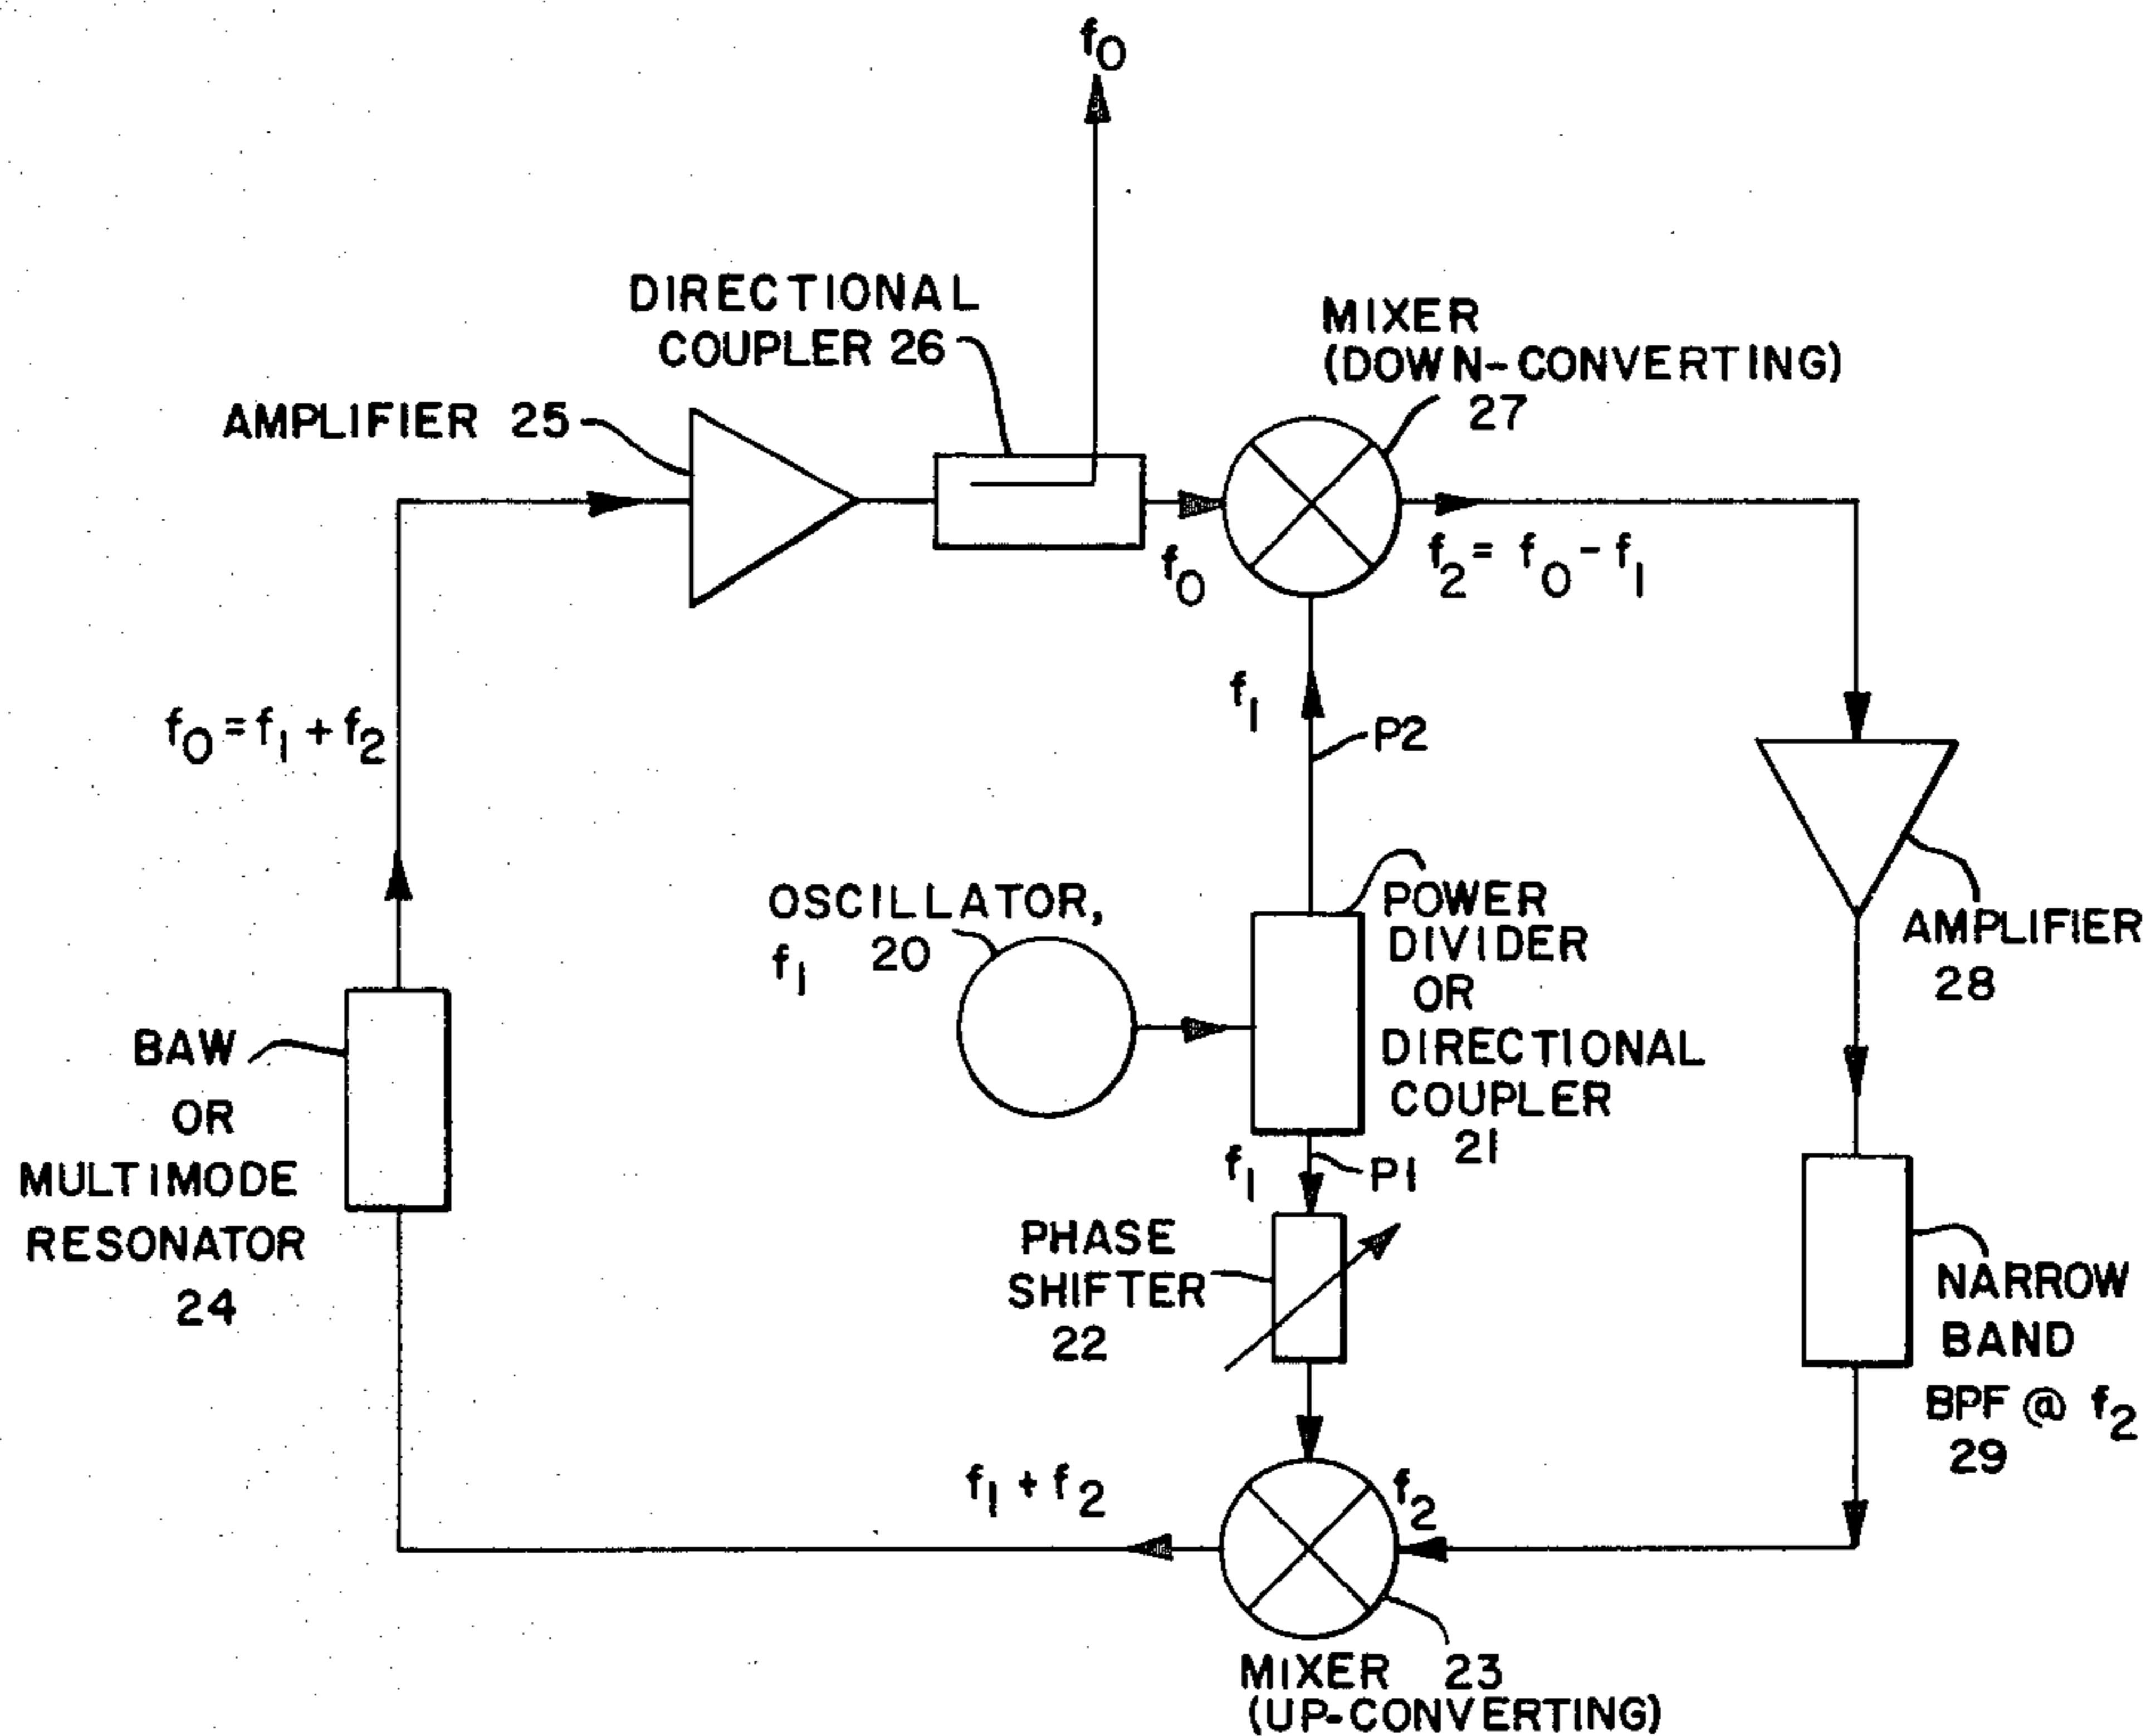 f0
DIRECTIONAL
COUPLER 26
MIXER
(DOWN-CONVERTING)
27
AMPLIFIER 25
f0
f2 = f0 - f1
f1
P2
f0 = f1 + f2
OSCILLATOR,
20
f1
POWER
DIVIDER
OR
DIRECTIONAL
COUPLER
21
AMPLIFIER
28
BAW
OR
MULTIMODE
RESONATOR
24
f1
P1
PHASE
SHIFTER
22
NARROW
BAND
BPF @ f2
29
f1 + f2
f2
MIXER 23
(UP-CONVERTING)